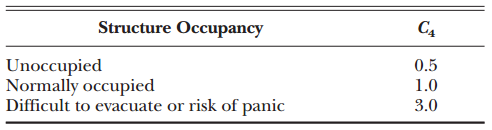 Structure Occupancy C4
Unoccupied 0.5
Normally occupied 1.0
Difficult to evacuate or risk of panic 3.0